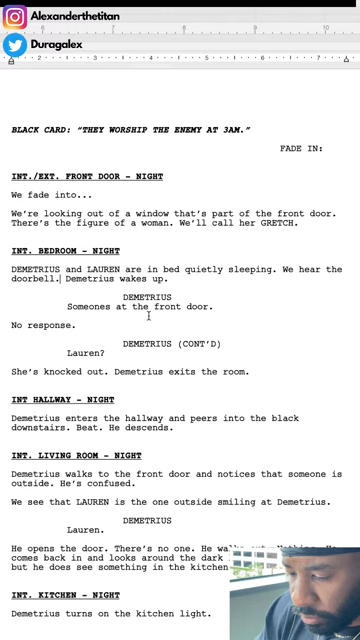 Alexanderthetitan
Duragalex
BLACK CARD: “THEY WORSHIP THE ENEMY AT 3AM.”
FADE IN:
INT./EXT. FRONT DOOR – NIGHT
We fade into...
We’re looking out of a window that’s part of the front door.
There’s the figure of a woman. We’ll call her GRETCH.
INT. BEDROOM – NIGHT
DEMETRIUS and LAUREN are in bed quietly sleeping. We hear the
doorbell. Demetrius wakes up.
DEMETRIUS
Someones at the front door.
No response.
DEMETRIUS (CONT’D)
Lauren?
She’s knocked out. Demetrius exits the room.
INT HALLWAY – NIGHT
Demetrius enters the hallway and peers into the black
downstairs. Beat. He descends.
INT. LIVING ROOM – NIGHT
Demetrius walks to the front door and notices that someone is
outside. He’s confused.
We see that LAUREN is the one outside smiling at Demetrius.
DEMETRIUS
Lauren.
He opens the door. There’s no one. He
comes back in and looks around the dark
but he does see something in the kitchen
INT. KITCHEN – NIGHT
Demetrius turns on the kitchen light.